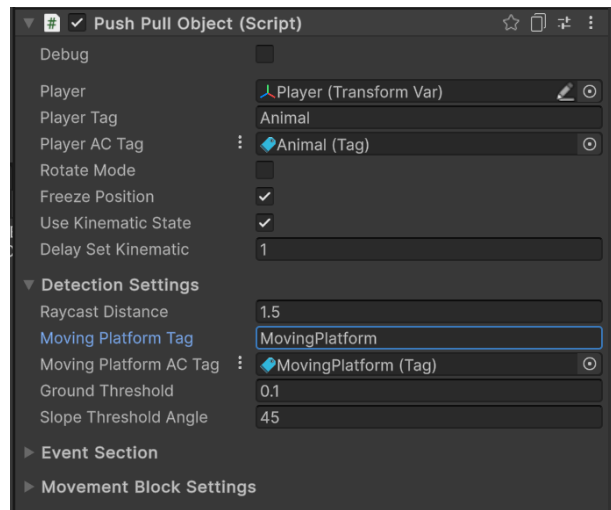 # Push Pull Object (Script)
Debug
Player Player (Transform Var)
Player Tag Animal
Player AC Tag Animal (Tag)
Rotate Mode
Freeze Position
Use Kinematic State
Delay Set Kinematic 1
Detection Settings
Raycast Distance 1.5
Moving Platform Tag MovingPlatform
Moving Platform AC Tag MovingPlatform (Tag)
Ground Threshold 0.1
Slope Threshold Angle 45
Event Section
Movement Block Settings